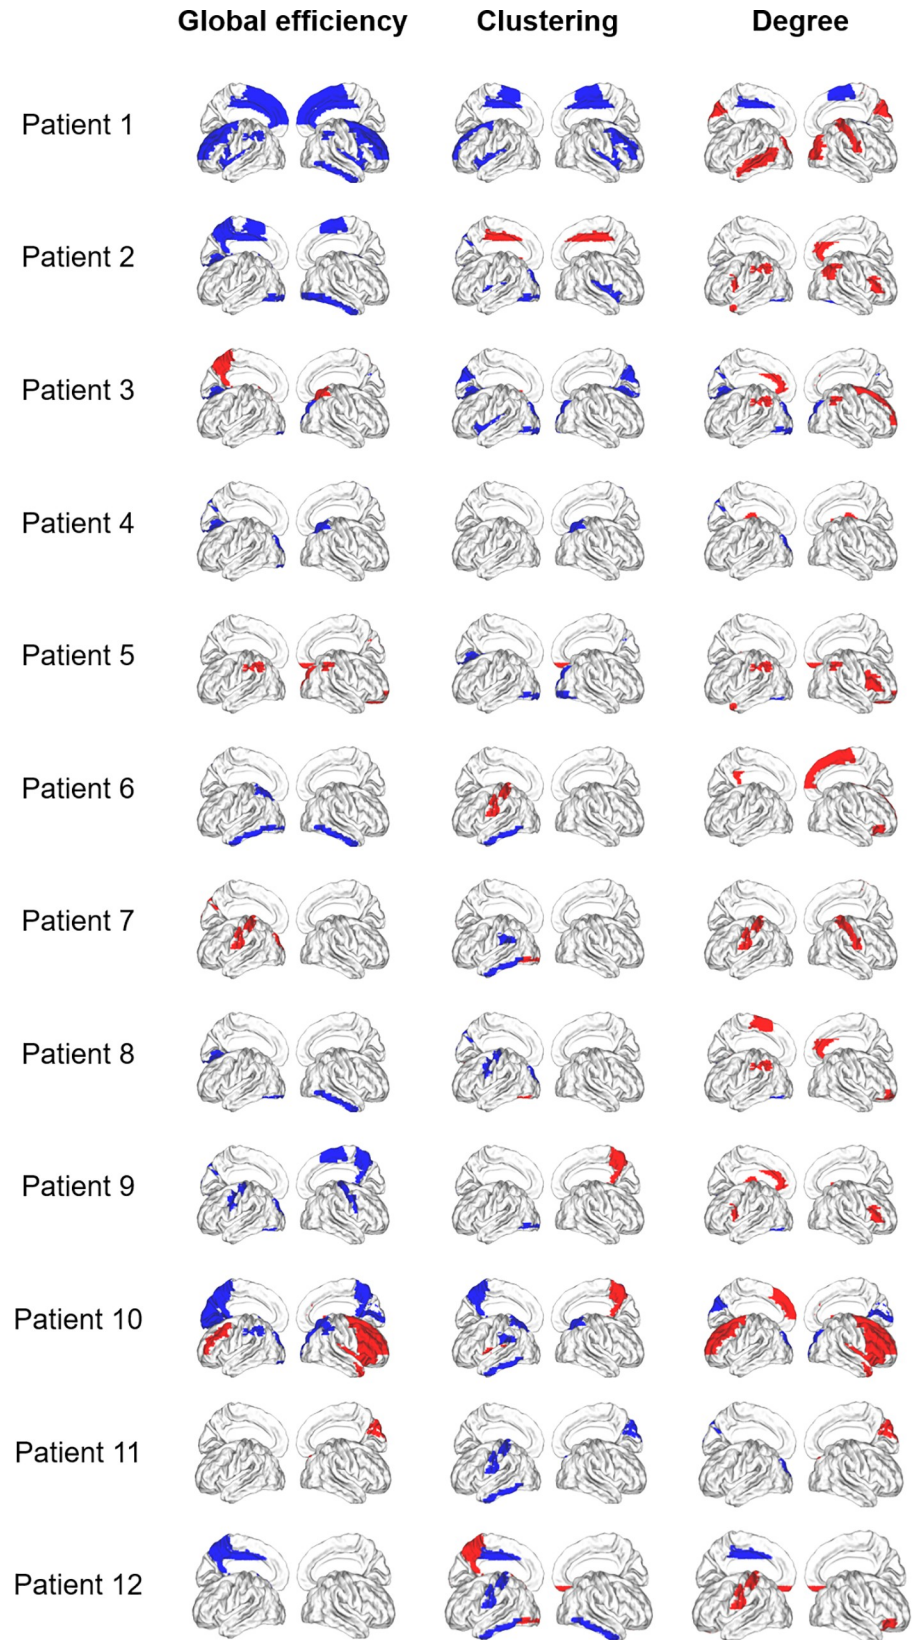 Global efficiency Clustering Degree
Patient 1
Patient 2
Patient 3
Patient 4
Patient 5
Patient 6
Patient 7
Patient 8
Patient 9
Patient 10
Patient 11
Patient 12